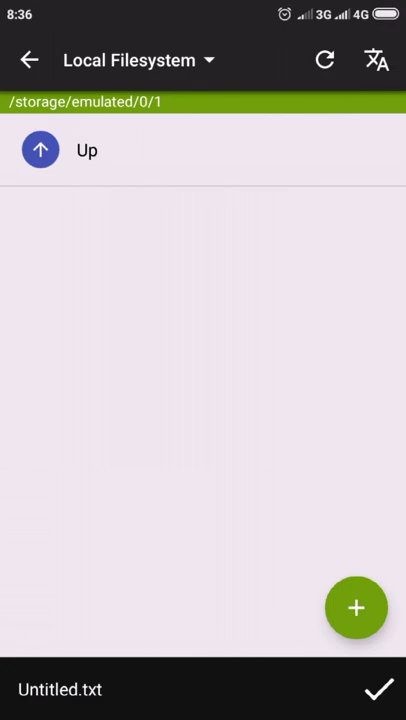 8:36 3G 4G
Local Filesystem
/storage/emulated/0/1
Up
Untitled.txt